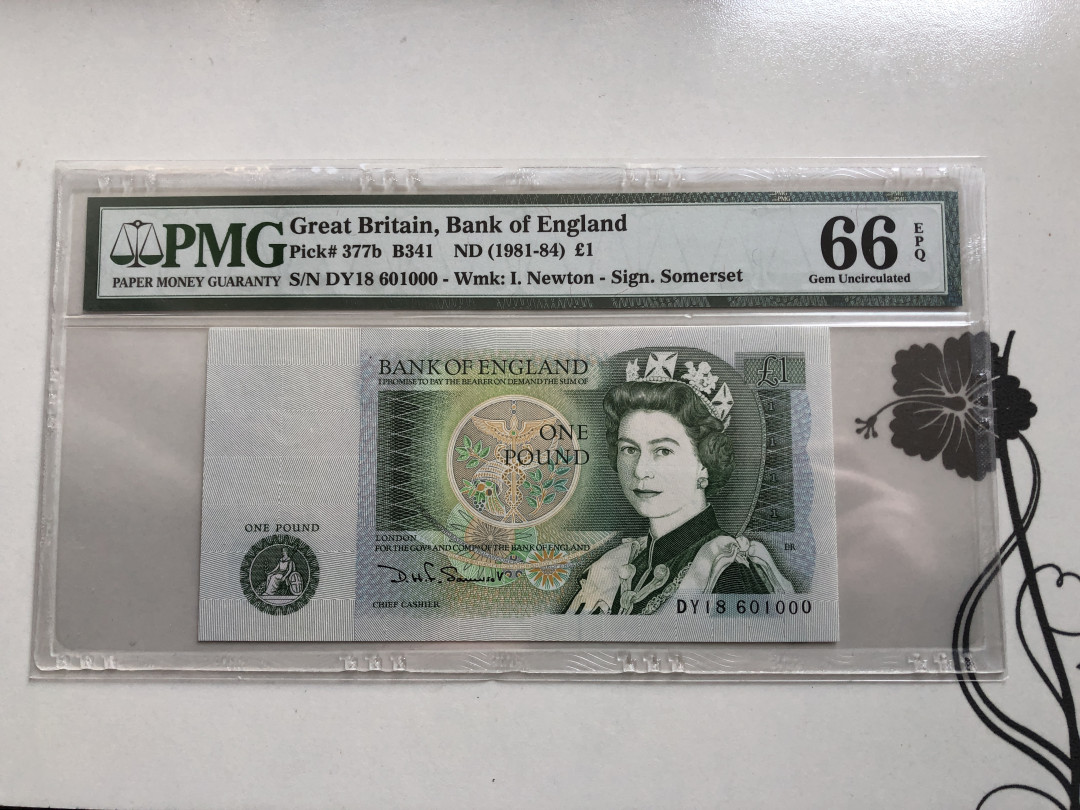 PMG
PAPER MONEY GUARANTY
Great Britain, Bank of England
Pick# 377b B341 ND (1981-84) £1
S/N DY18 601000 - Wmk: I. Newton - Sign. Somerset
66 EPQ
Gem Uncirculated
BANK OF ENGLAND
I PROMISE TO PAY THE BEARER ON DEMAND THE SUM OF
£1
ONE
POUND
ONE POUND
LONDON
FOR THE GOVR AND COMPA OF THE BANK OF ENGLAND
CHIEF CASHIER
DY18 601000